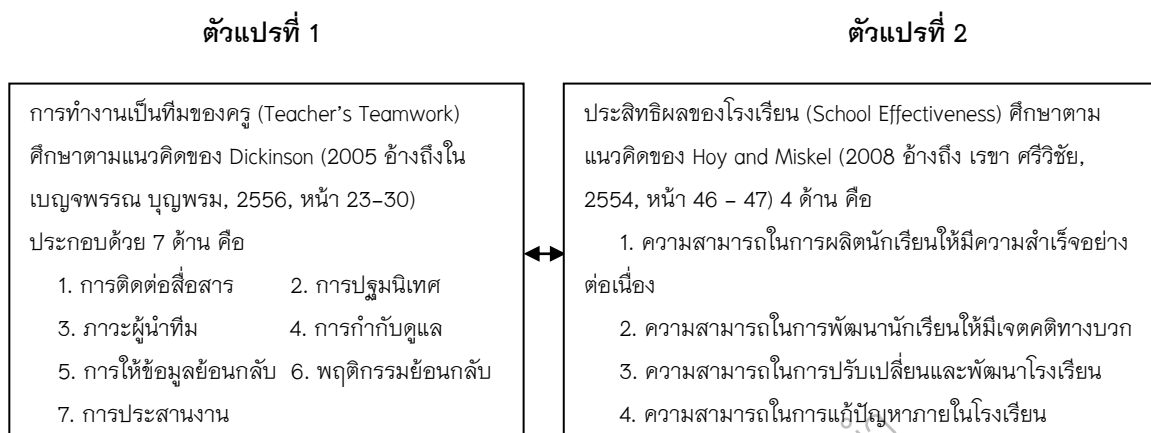 ตัวแปรที่ 1
ตัวแปรที่ 2
การทำงานเป็นทีมของครู (Teacher's Teamwork)
ศึกษาตามแนวคิดของ Dickinson (2005 อ้างถึงใน
เบญจพรรณ บุญพรม, 2556, หน้า 23–30)
ประกอบด้วย 7 ด้าน คือ
1. การติดต่อสื่อสาร 2. การปฐมนิเทศ
3. ภาวะผู้นำทีม 4. การกำกับดูแล
5. การให้ข้อมูลย้อนกลับ 6. พฤติกรรมย้อนกลับ
7. การประสานงาน
ประสิทธิผลของโรงเรียน (School Effectiveness) ศึกษาตาม
แนวคิดของ Hoy and Miskel (2008 อ้างถึง เรขา ศรีวิชัย,
2554, หน้า 46 – 47) 4 ด้าน คือ
1. ความสามารถในการผลิตนักเรียนให้มีความสำเร็จอย่าง
ต่อเนื่อง
2. ความสามารถในการพัฒนานักเรียนให้มีเจตคติทางบวก
3. ความสามารถในการปรับเปลี่ยนและพัฒนาโรงเรียน
4. ความสามารถในการแก้ปัญหาภายในโรงเรียน